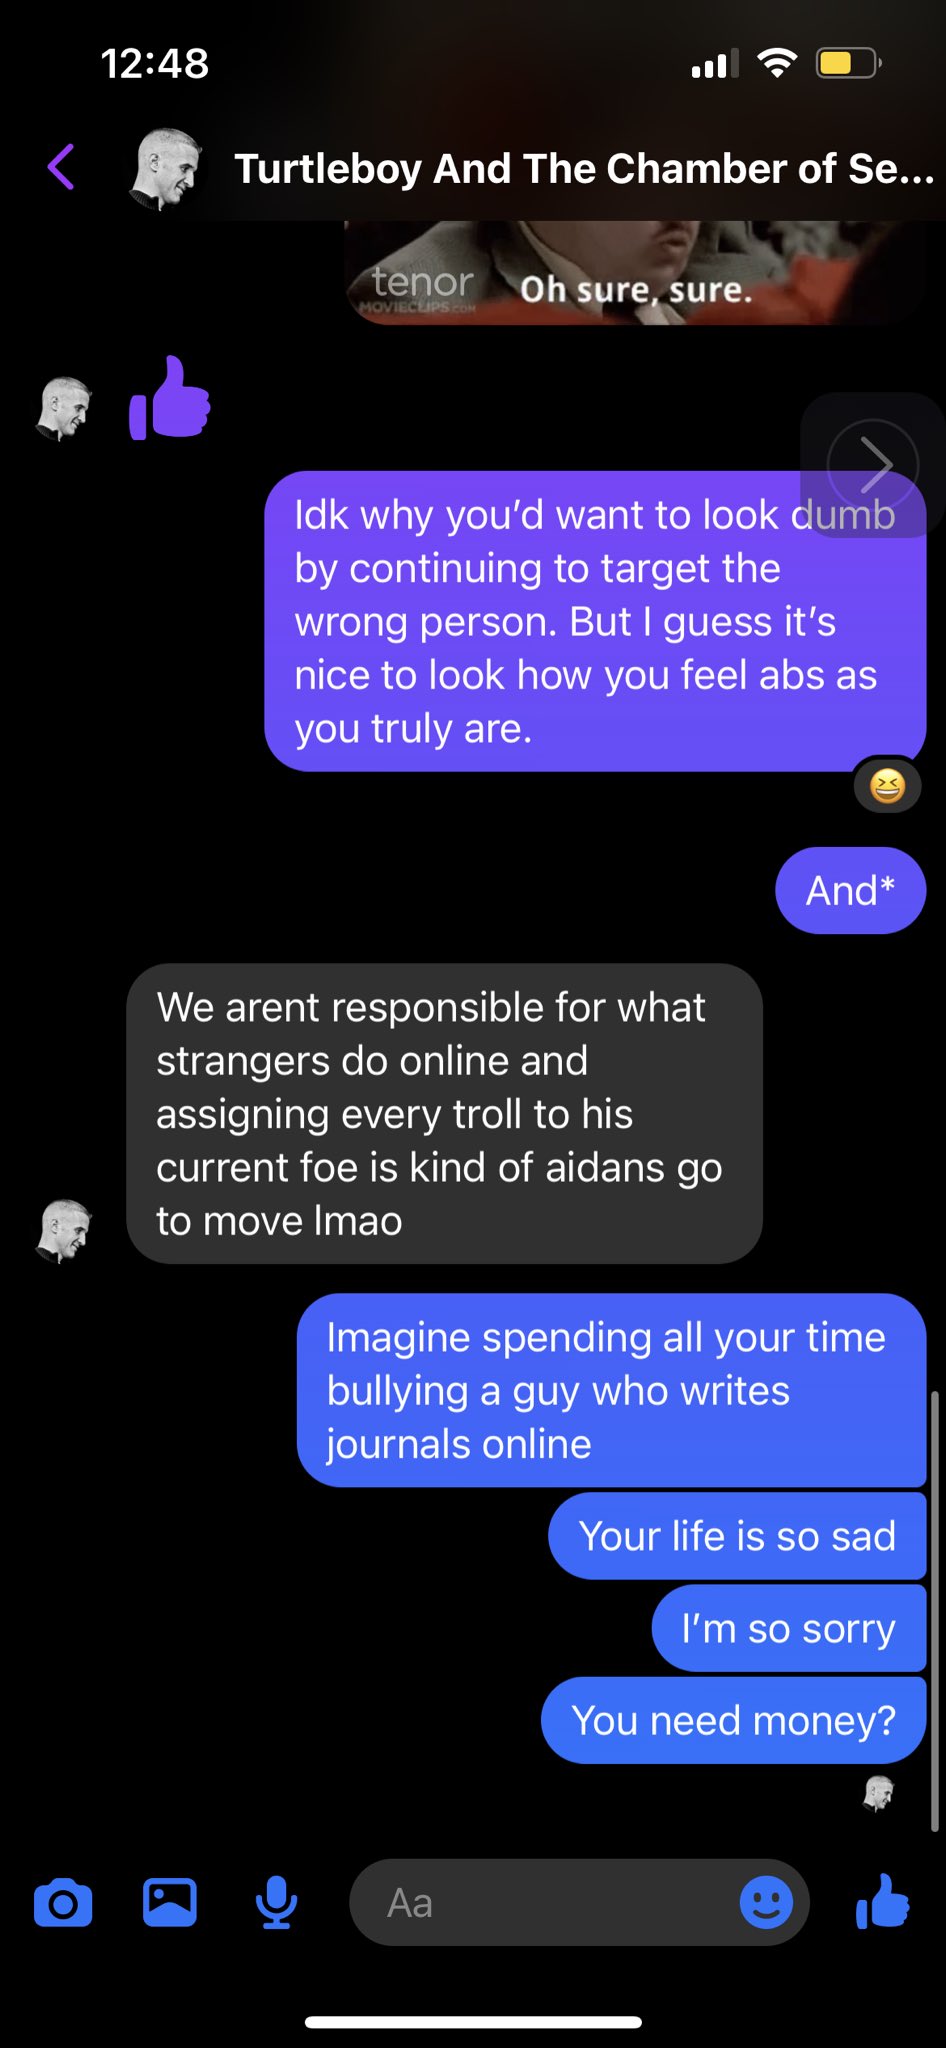 12:48
Turtleboy And The Chamber of Se...
tenor
MOVIECLIPS.COM
Oh sure, sure.
Idk why you’d want to look dumb
by continuing to target the
wrong person. But I guess it’s
nice to look how you feel abs as
you truly are.
And*
We arent responsible for what
strangers do online and
assigning every troll to his
current foe is kind of aidans go
to move lmao
Imagine spending all your time
bullying a guy who writes
journals online
Your life is so sad
I’m so sorry
You need money?
Aa